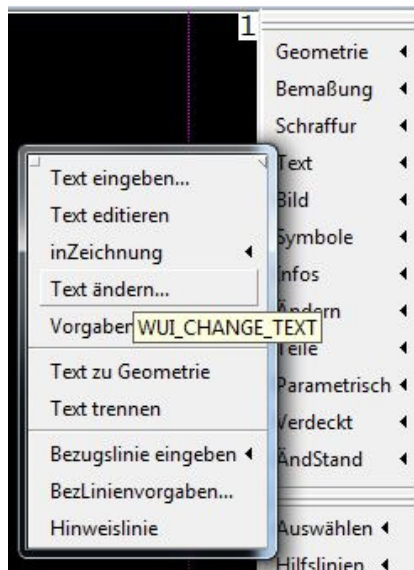 1
Geometrie
Bemaßung
Schraffur
Text
Bild
Symbole
Infos
Ändern
Teile
Parametrisch
Verdeckt
ÄndStand
Auswählen
Hilfslinien
Text eingeben...
Text editieren
inZeichnung
Text ändern...
Vorgaben
WUI_CHANGE_TEXT
Text zu Geometrie
Text trennen
Bezugslinie eingeben
BezLinienvorgaben...
Hinweislinie